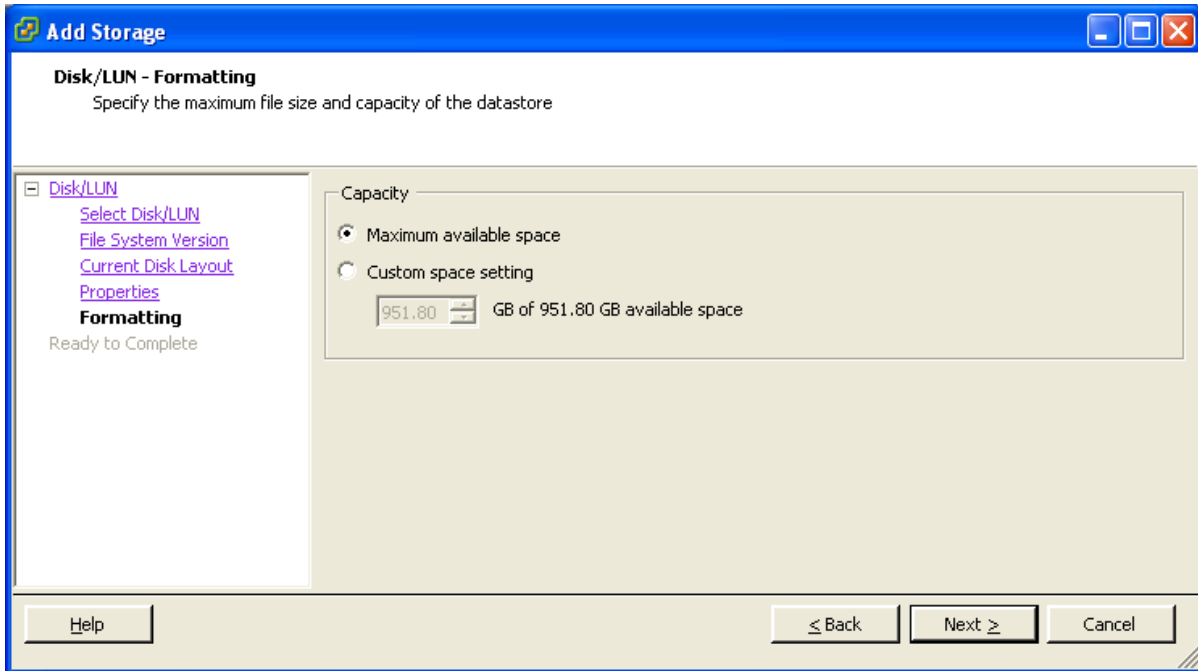 Add Storage
Disk/LUN - Formatting
Specify the maximum file size and capacity of the datastore
Disk/LUN
Select Disk/LUN
File System Version
Current Disk Layout
Properties
Formatting
Ready to Complete
Capacity
Maximum available space
Custom space setting
951.80 GB of 951.80 GB available space
Help
< Back
Next >
Cancel